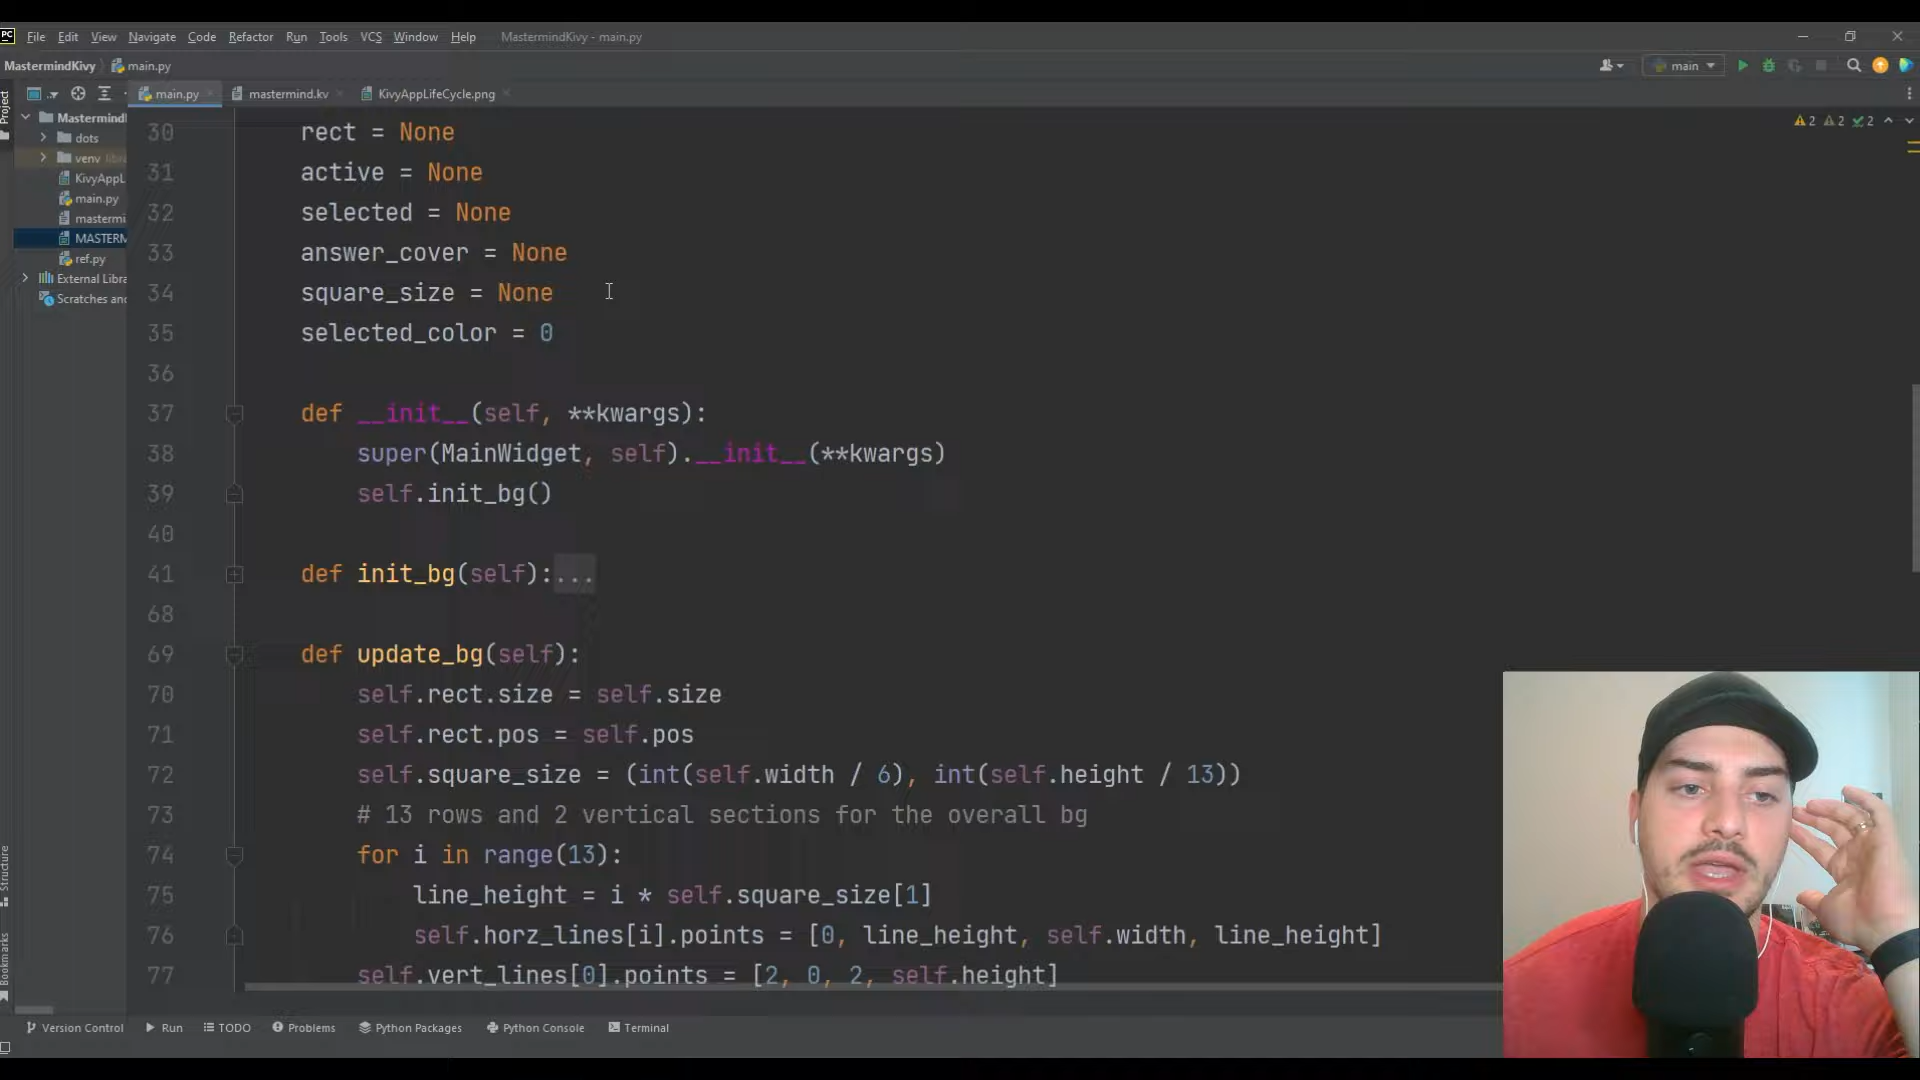 PC File Edit View Navigate Code Refactor Run Tools VCS Window Help MastermindKivy - main.py
MastermindKivy main.py main
main.py mastermind.kv KivyAppLifeCycle.png
Project
Mastermind
dots
venv
KivyAppL
main.py
mastermi
MASTERM
ref.py
External Libra
Scratches and
2 2 2
30 rect = None
31 active = None
32 selected = None
33 answer_cover = None
34 square_size = None
35 selected_color = 0
36
37 def __init__(self, **kwargs):
38 super(MainWidget, self).__init__(**kwargs)
39 self.init_bg()
40
41 def init_bg(self):...
68
69 def update_bg(self):
70 self.rect.size = self.size
71 self.rect.pos = self.pos
72 self.square_size = (int(self.width / 6), int(self.height / 13))
73 # 13 rows and 2 vertical sections for the overall bg
74 for i in range(13):
75 line_height = i * self.square_size[1]
76 self.horz_lines[i].points = [0, line_height, self.width, line_height]
77 self.vert_lines[0].points = [2, 0, 2, self.height]
Structure
Bookmarks
Version Control Run TODO Problems Python Packages Python Console Terminal